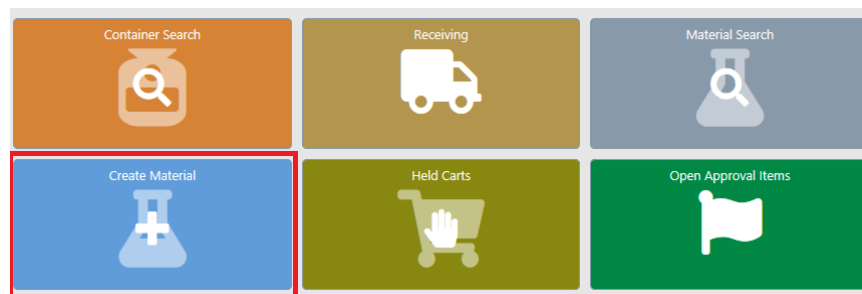 Container Search
Receiving
Material Search
Create Material
Held Carts
Open Approval Items